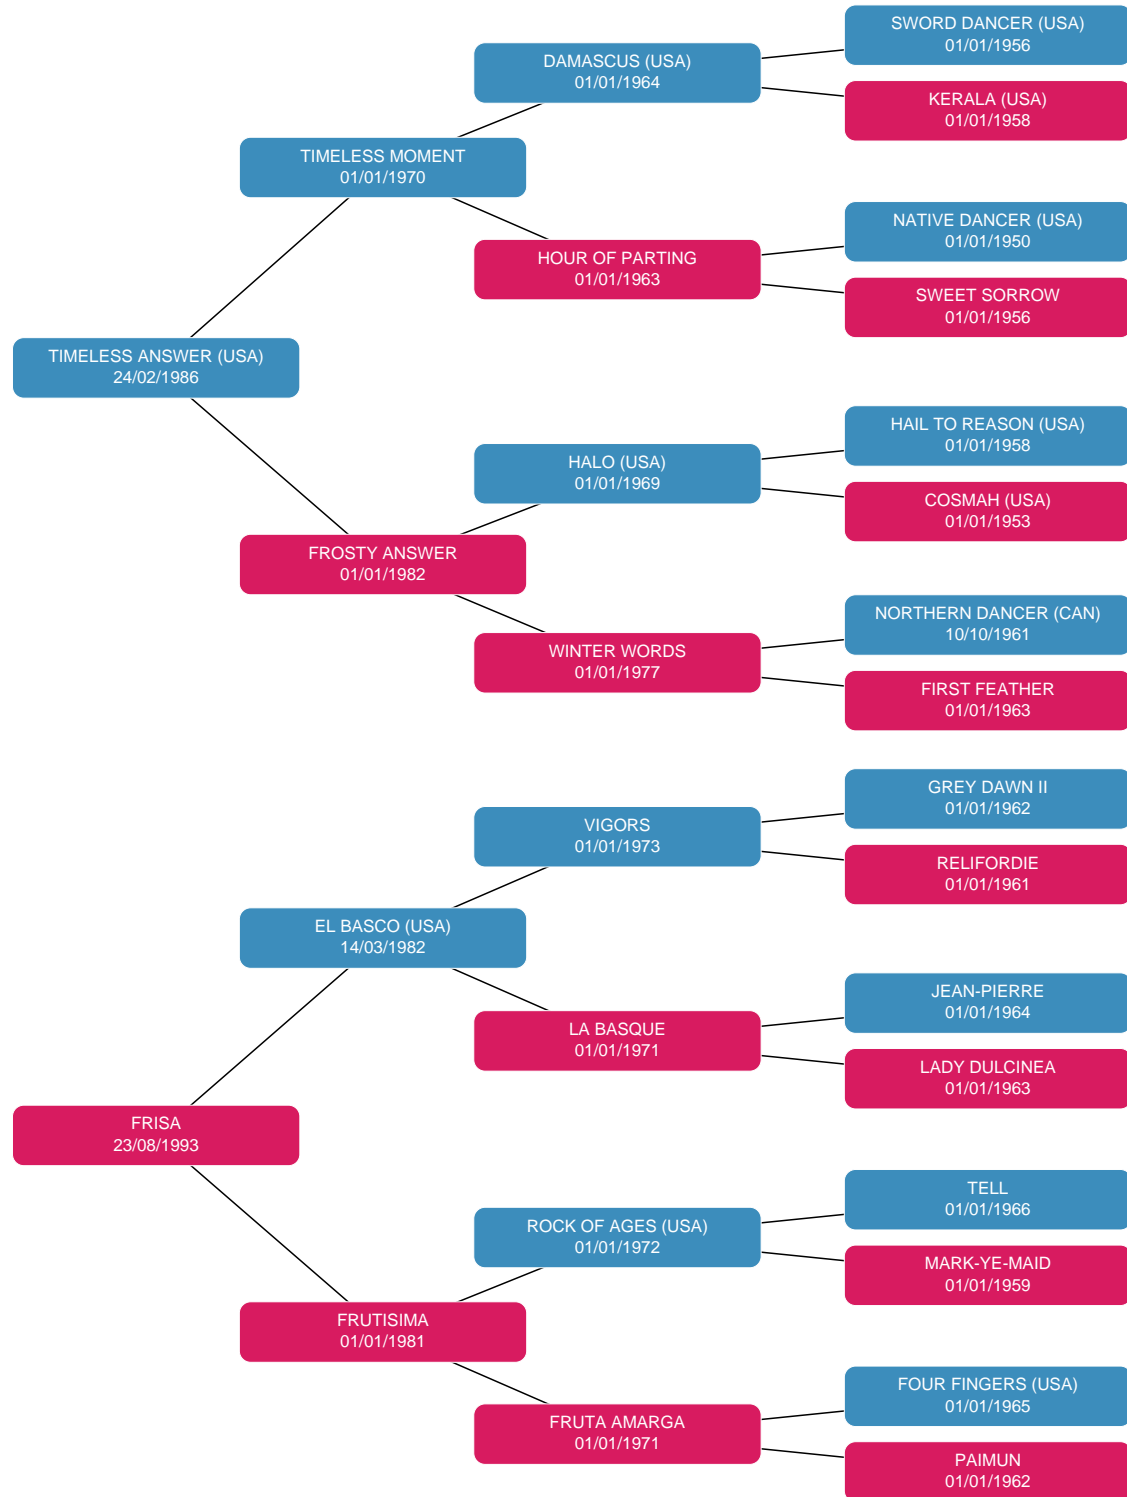 SWORD DANCER (USA)
01/01/1956
DAMASCUS (USA)
01/01/1964
KERALA (USA)
01/01/1958
TIMELESS MOMENT
01/01/1970
NATIVE DANCER (USA)
01/01/1950
HOUR OF PARTING
01/01/1963
SWEET SORROW
01/01/1956
TIMELESS ANSWER (USA)
24/02/1986
HAIL TO REASON (USA)
01/01/1958
HALO (USA)
01/01/1969
COSMAH (USA)
01/01/1953
FROSTY ANSWER
01/01/1982
NORTHERN DANCER (CAN)
10/10/1961
WINTER WORDS
01/01/1977
FIRST FEATHER
01/01/1963
GREY DAWN II
01/01/1962
VIGORS
01/01/1973
RELIFORDIE
01/01/1961
EL BASCO (USA)
14/03/1982
JEAN-PIERRE
01/01/1964
LA BASQUE
01/01/1971
LADY DULCINEA
01/01/1963
FRISA
23/08/1993
TELL
01/01/1966
ROCK OF AGES (USA)
01/01/1972
MARK-YE-MAID
01/01/1959
FRUTISIMA
01/01/1981
FOUR FINGERS (USA)
01/01/1965
FRUTA AMARGA
01/01/1971
PAIMUN
01/01/1962